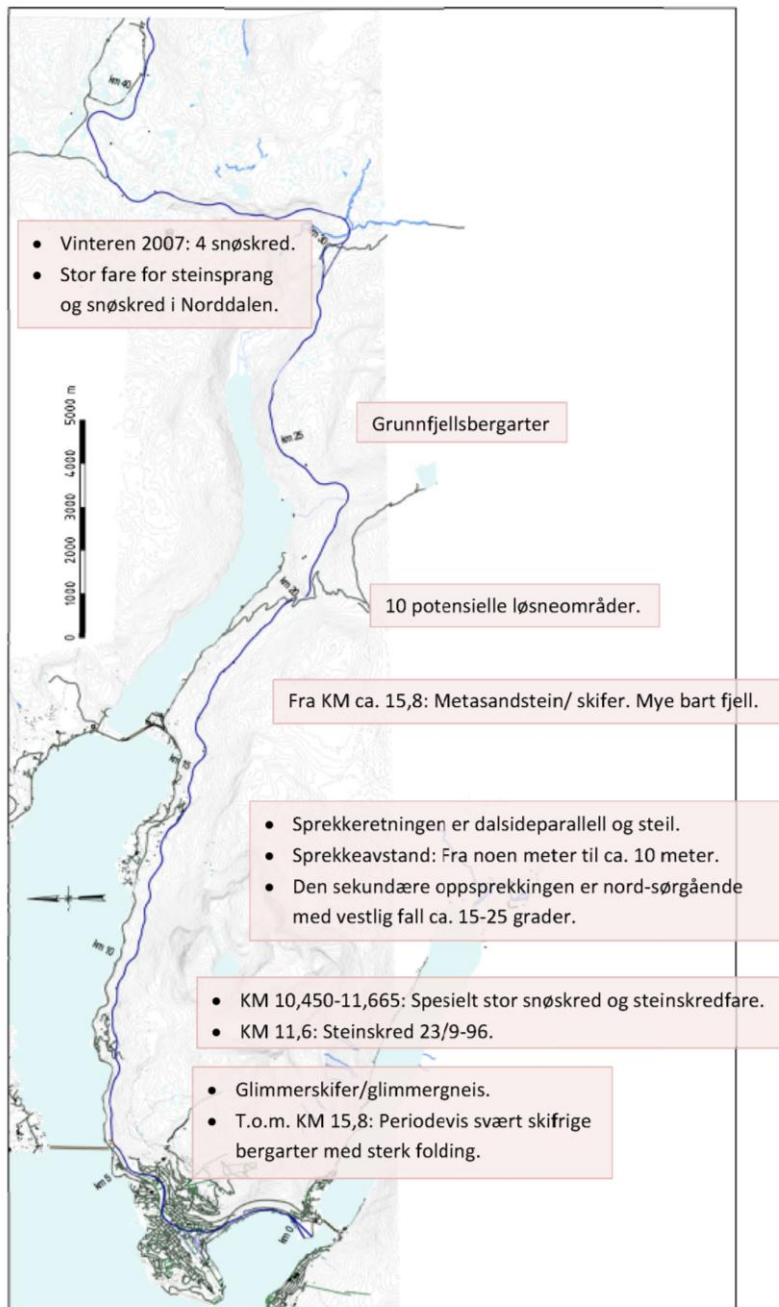 km 40
km 30
• Vinteren 2007: 4 snøskred.
• Stor fare for steinsprang
og snøskred i Norddalen.
5000 m
4000
3000
2000
1000
0
km 25
Grunnfjellsbergarter
km 20
10 potensielle løsneområder.
Fra KM ca. 15,8: Metasandstein/ skifer. Mye bart fjell.
km 15
• Sprekkeretningen er dalsideparallell og steil.
• Sprekkeavstand: Fra noen meter til ca. 10 meter.
• Den sekundære oppsprekkingen er nord-sørgående
med vestlig fall ca. 15-25 grader.
km 10
• KM 10,450-11,665: Spesielt stor snøskred og steinskredfare.
• KM 11,6: Steinskred 23/9-96.
• Glimmerskifer/glimmergneis.
• T.o.m. KM 15,8: Periodevis svært skifrige
bergarter med sterk folding.
km 5
km 0